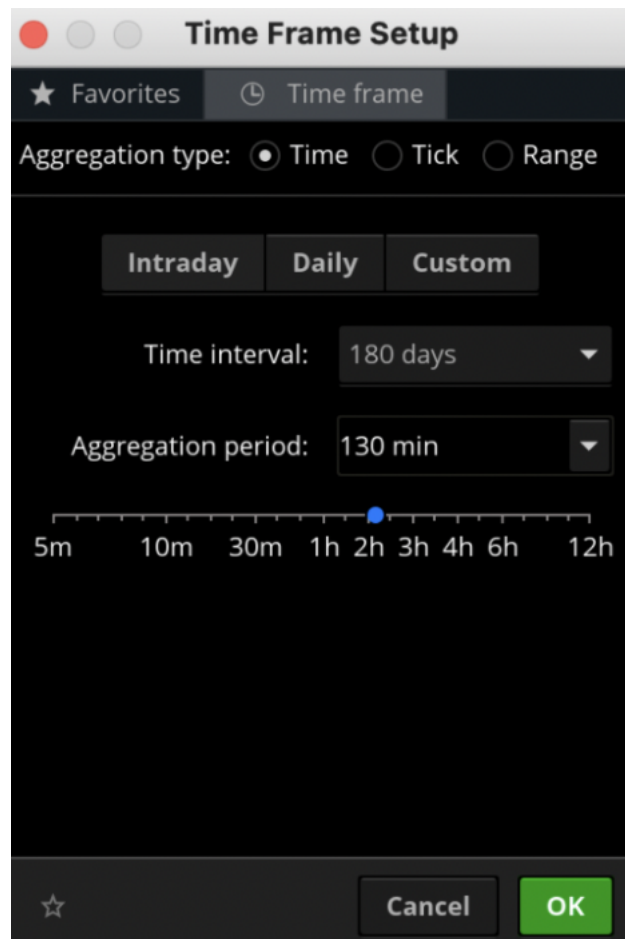 Time Frame Setup
Favorites Time frame
Aggregation type: Time Tick Range
Intraday Daily Custom
Time interval: 180 days
Aggregation period: 130 min
5m 10m 30m 1h 2h 3h 4h 6h 12h
Cancel OK